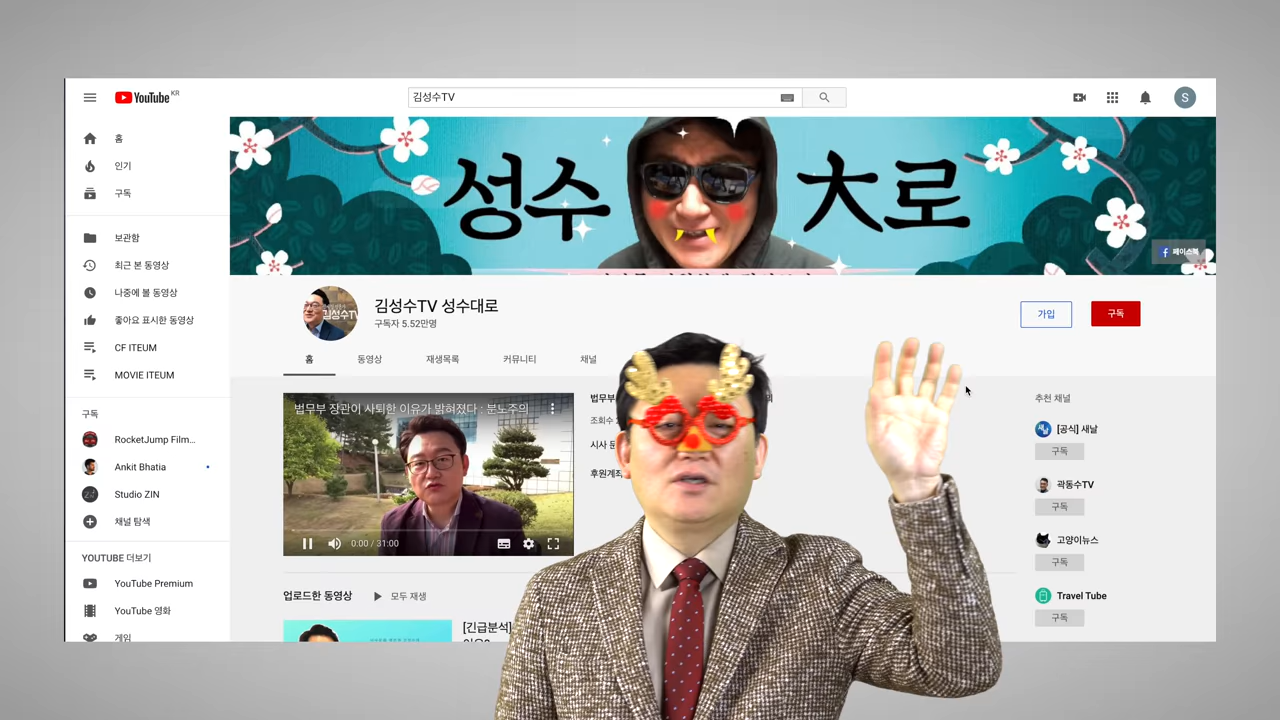 YouTube KR
김성수TV
S
홈
인기
구독
보관함
최근 본 동영상
나중에 볼 동영상
좋아요 표시한 동영상
CF ITEUM
MOVIE ITEUM
구독
RocketJump Film...
Ankit Bhatia
Studio ZIN
채널 탐색
YOUTUBE 더보기
YouTube Premium
YouTube 영화
게임
성수 大로
페이스북
김성수TV
김성수TV 성수대로
구독자 5.52만명
가입
구독
홈
동영상
재생목록
커뮤니티
채널
법무부 장관이 사퇴한 이유가 밝혀졌다 : 분노주의
0:00 / 31:00
법무부
조회수
시사
후원계좌
업로드한 동영상
모두 재생
[긴급분석]
추천 채널
[공식] 새날
구독
곽동수TV
구독
고양이뉴스
구독
Travel Tube
구독